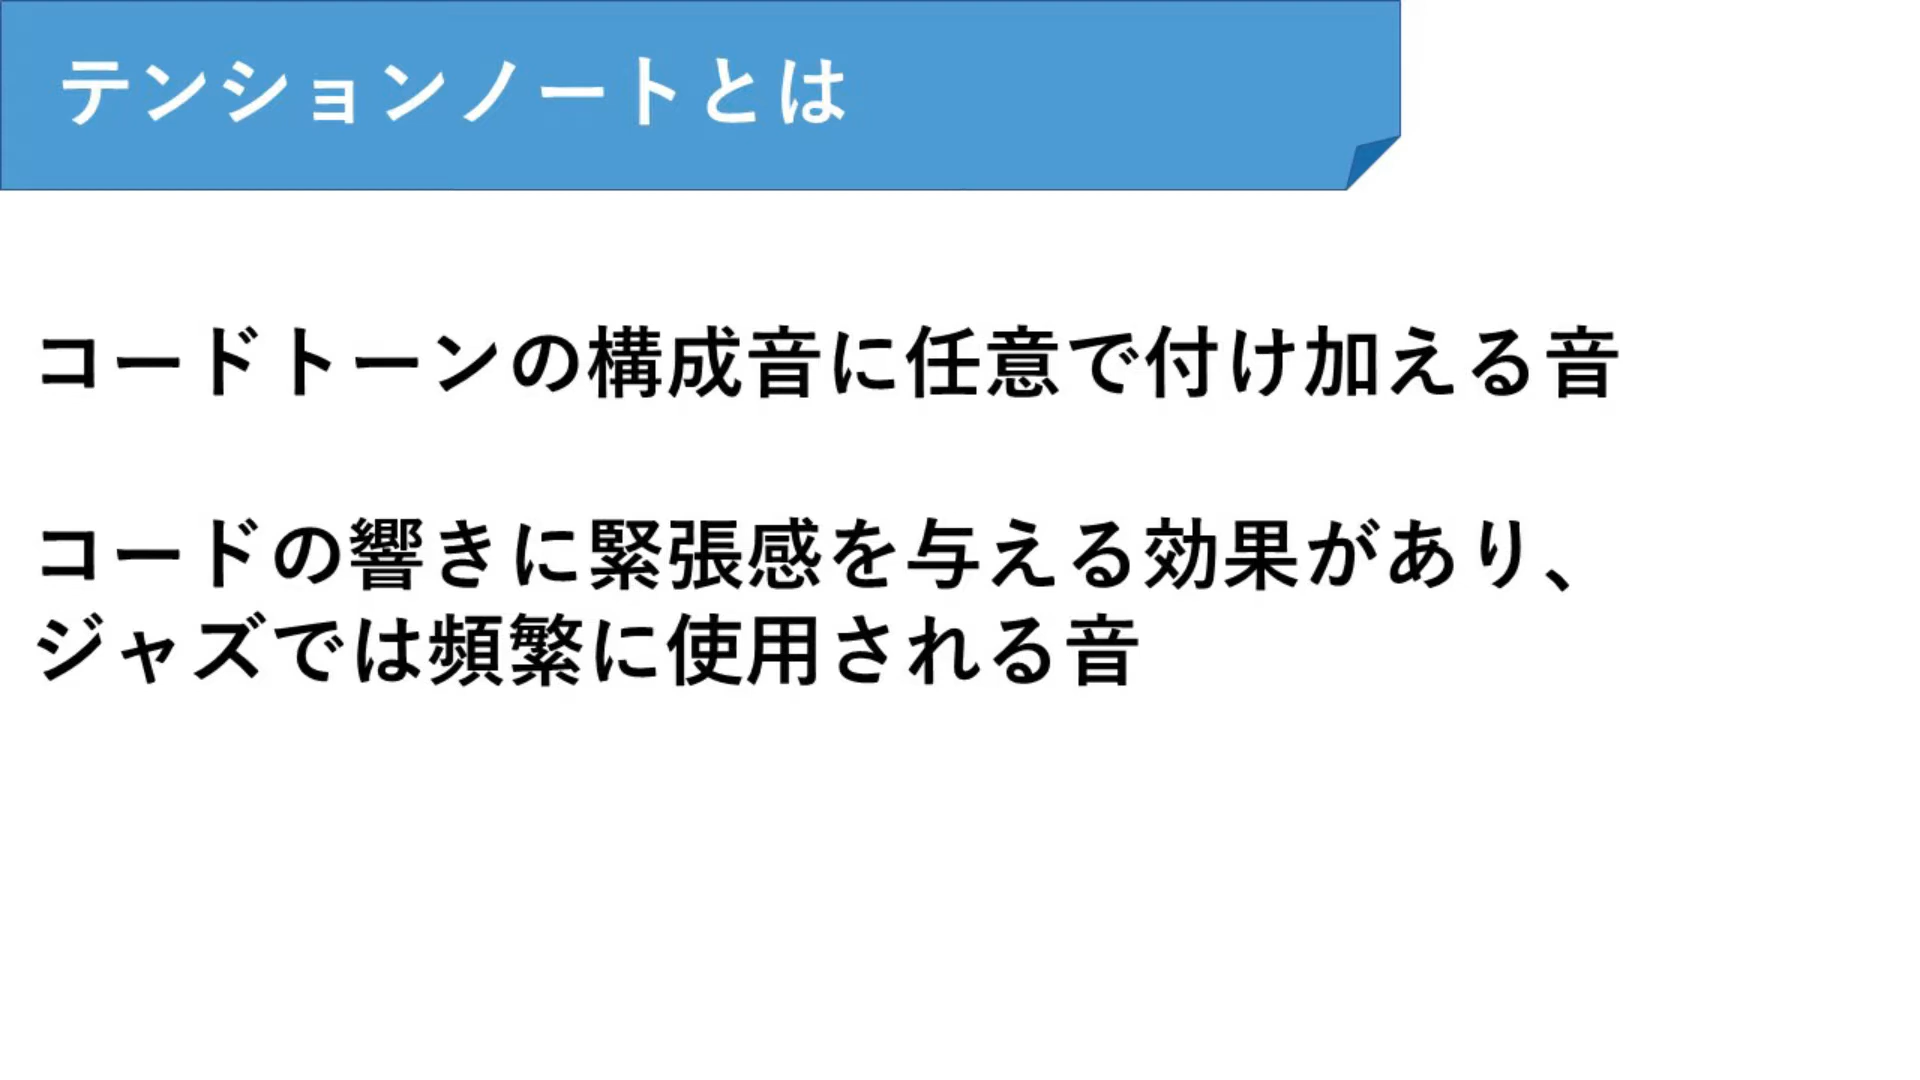 テンションノートとは
コードトーンの構成音に任意で付け加える音
コードの響きに緊張感を与える効果があり、
ジャズでは頻繁に使用される音